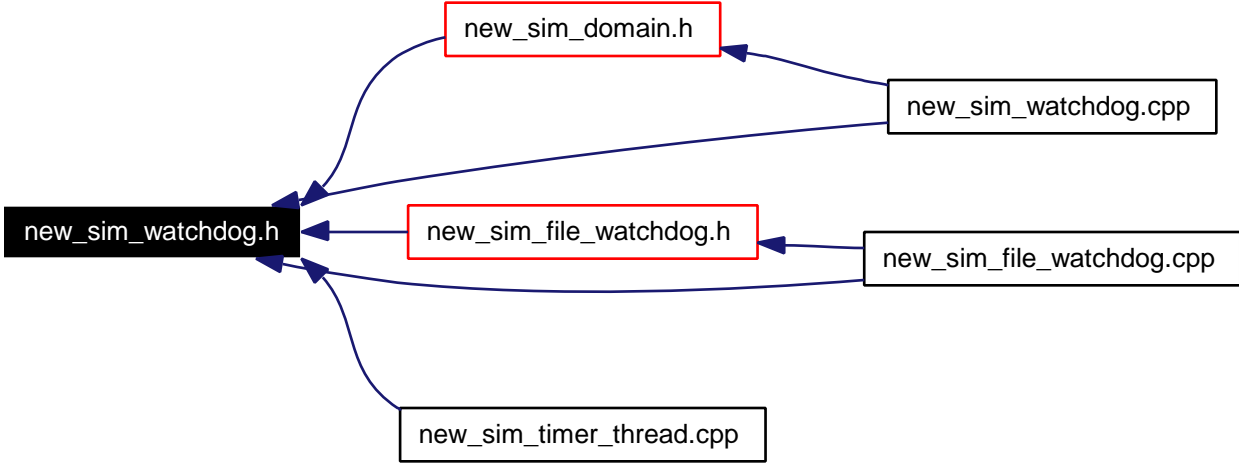 new_sim_domain.h
new_sim_watchdog.cpp
new_sim_watchdog.h
new_sim_file_watchdog.h
new_sim_file_watchdog.cpp
new_sim_timer_thread.cpp